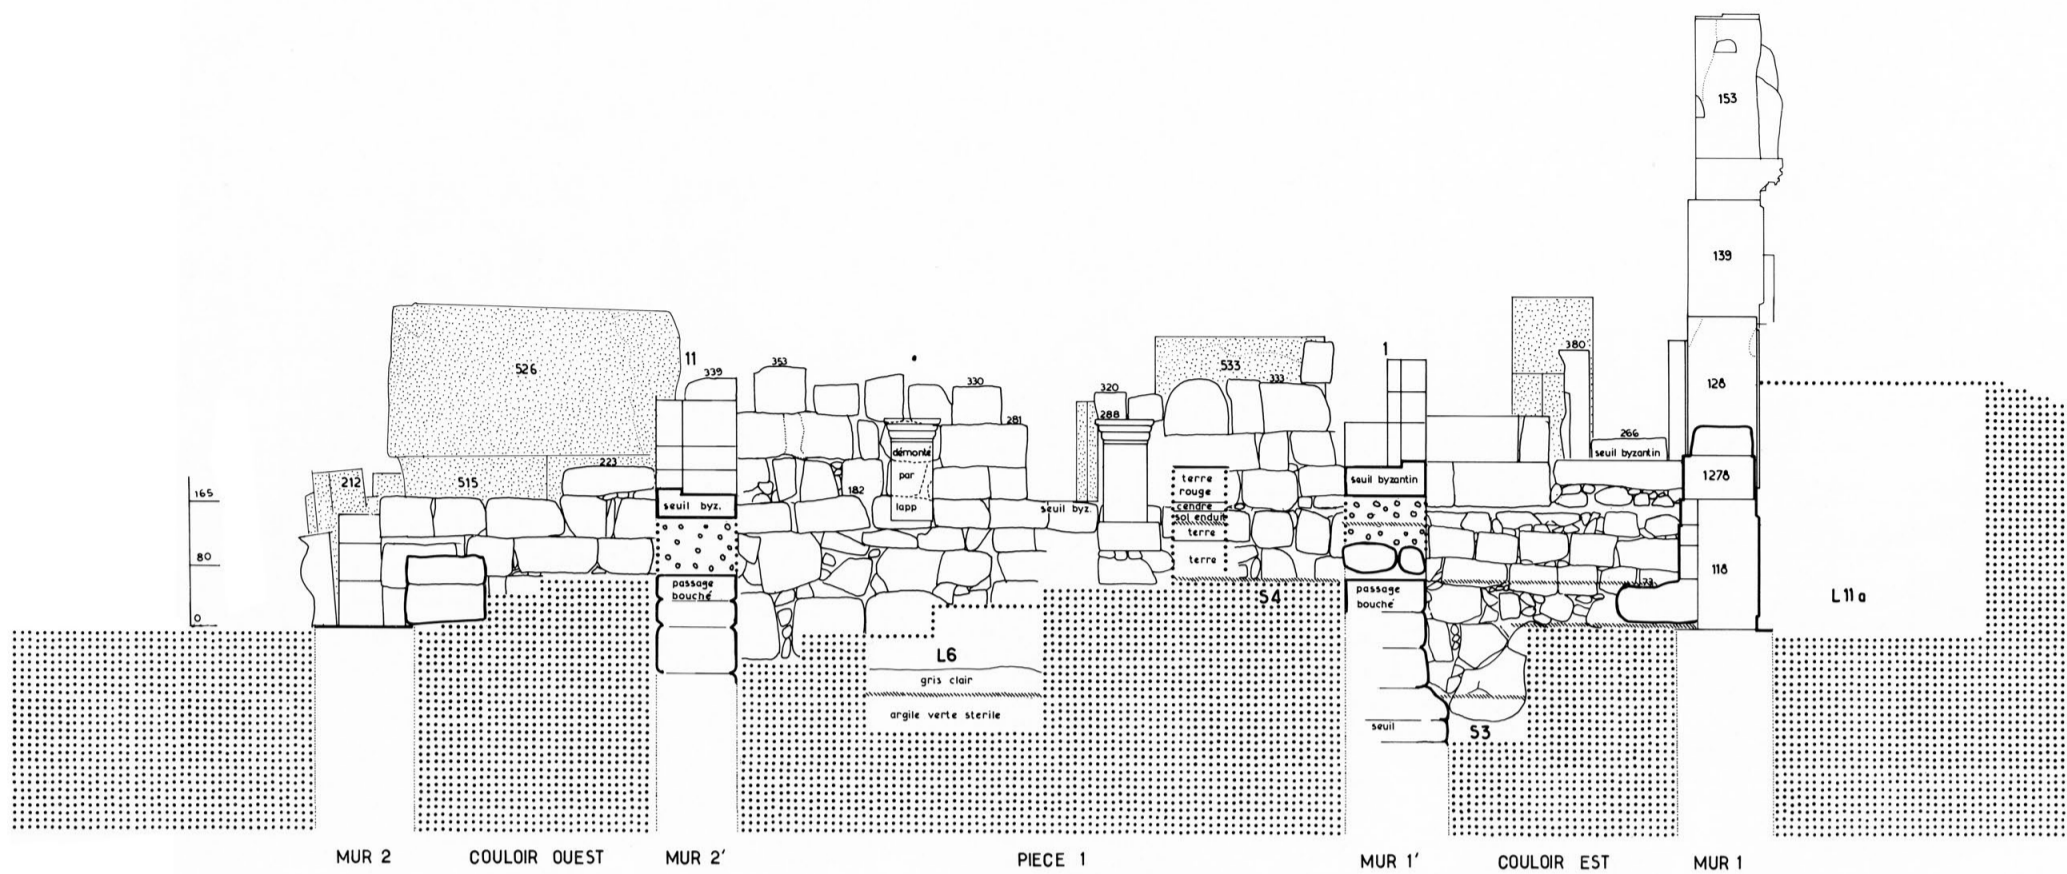 153
139
128
1278
118
L 11 a
526
11
339
353
330
281
320
288
533
333
1
380
266
seuil byzantin
212
515
223
182
démonté
par
lapp
165
80
0
seuil byz.
passage
bouché
seuil byz.
terre
rouge
cendre
sol enduit
terre
terre
seuil byzantin
passage
bouché
seuil
73
S4
S3
L6
gris clair
argile verte sterile
MUR 2
COULOIR OUEST
MUR 2'
PIECE 1
MUR 1'
COULOIR EST
MUR 1